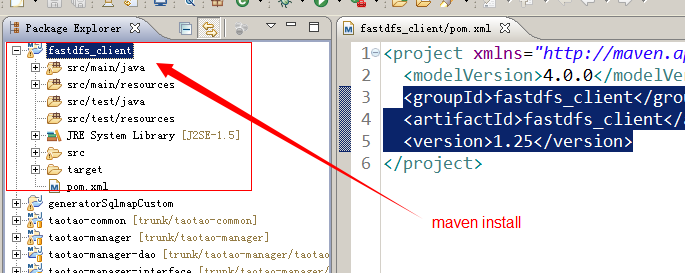 Package Explorer
fastdfs_client
src/main/java
src/main/resources
src/test/java
src/test/resources
JRE System Library [J2SE-1.5]
src
target
pom.xml
generatorSqlmapCustom
taotao-common [trunk/taotao-common]
taotao-manager [trunk/taotao-manager]
taotao-manager-dao [trunk/taotao-manager/taotao
taotao-manager-interface [trunk/taotao-manager/
fastdfs_client/pom.xml
1 <project xmlns="http://maven.ap
2 <modelVersion>4.0.0</modelVe
3 <groupId>fastdfs_client</grou
4 <artifactId>fastdfs_client</a
5 <version>1.25</version>
6 </project>
maven install